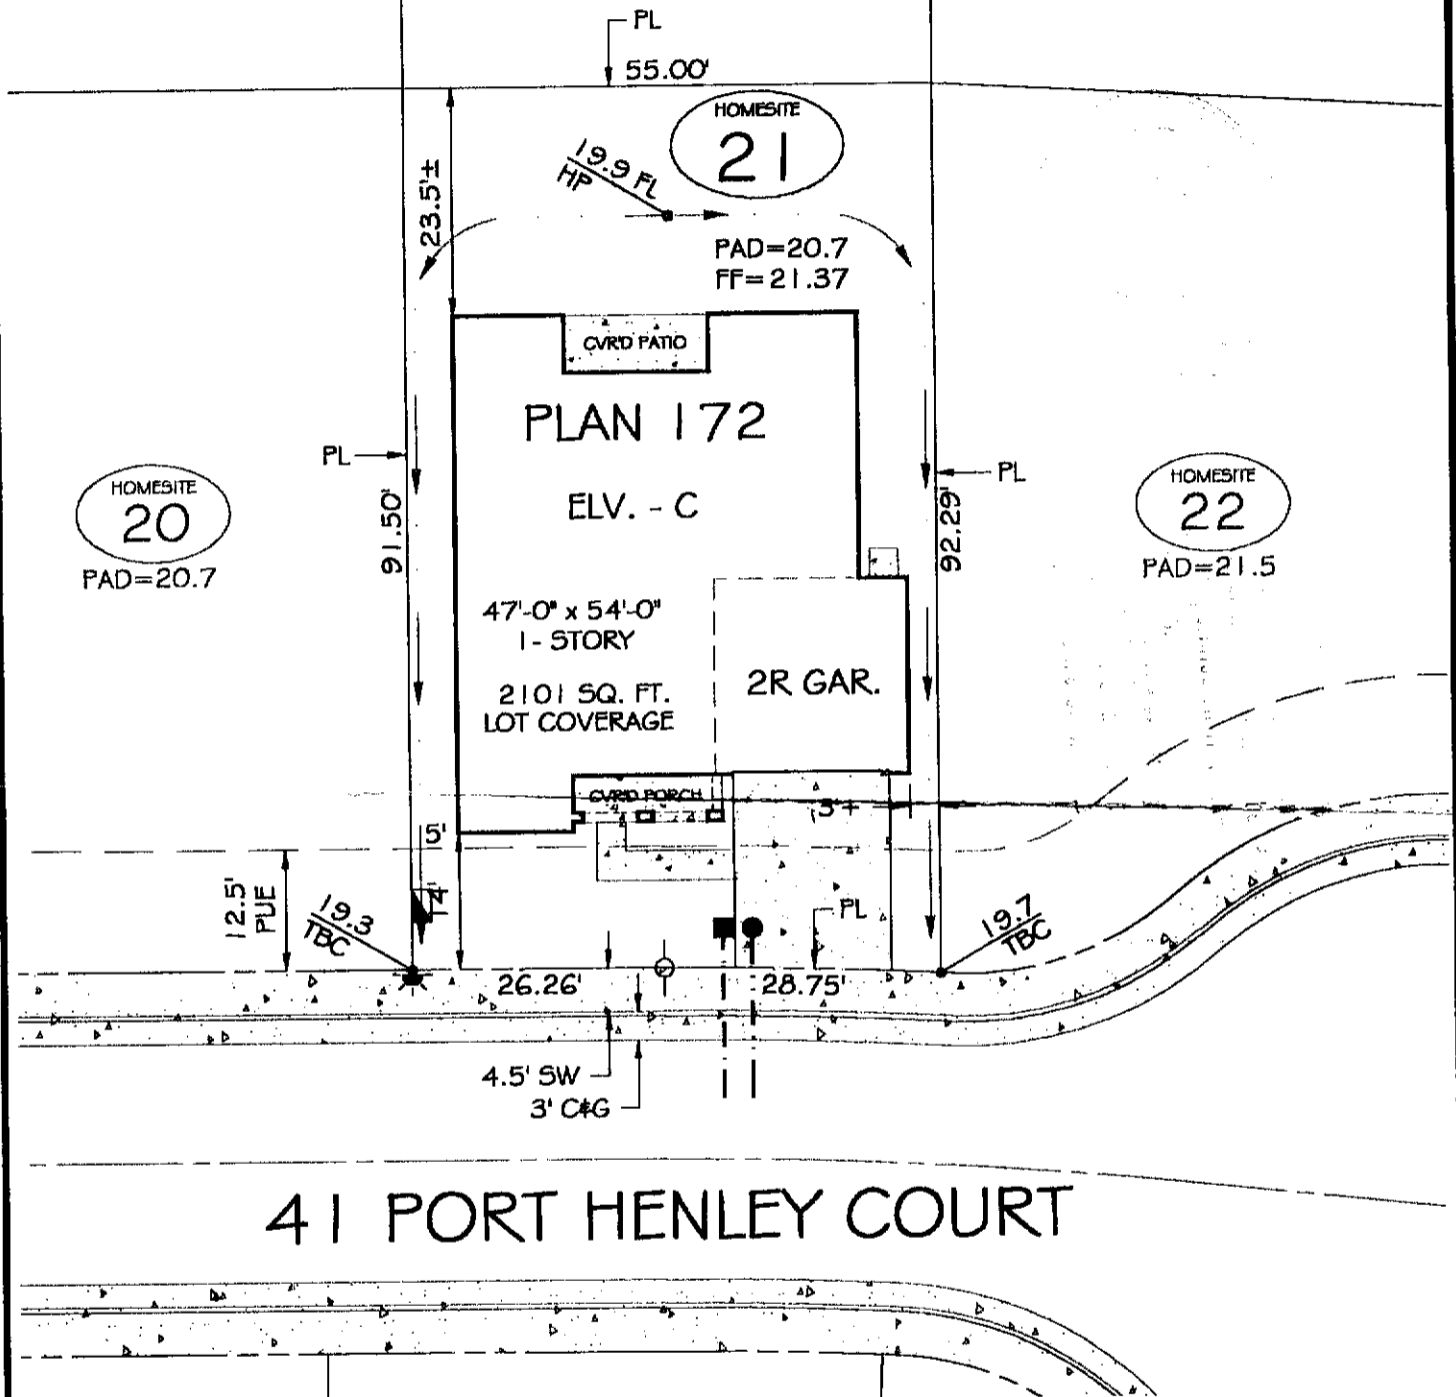 PL
55.00'
HOMESITE
21
19.9 FL
HP
23.5'±
PAD=20.7
FF=21.37
CVR'D PATIO
PLAN 172
PL
PL
ELV. - C
HOMESITE
20
PAD=20.7
91.50'
92.29'
HOMESITE
22
PAD=21.5
47'-0" x 54'-0"
1- STORY
2R GAR.
2101 SQ. FT.
LOT COVERAGE
CVR'D PORCH
5'
14'
12.5'
PUE
19.3
TBC
PL
19.7
TBC
26.26'
28.75'
4.5' SW
3' C&G
41 PORT HENLEY COURT